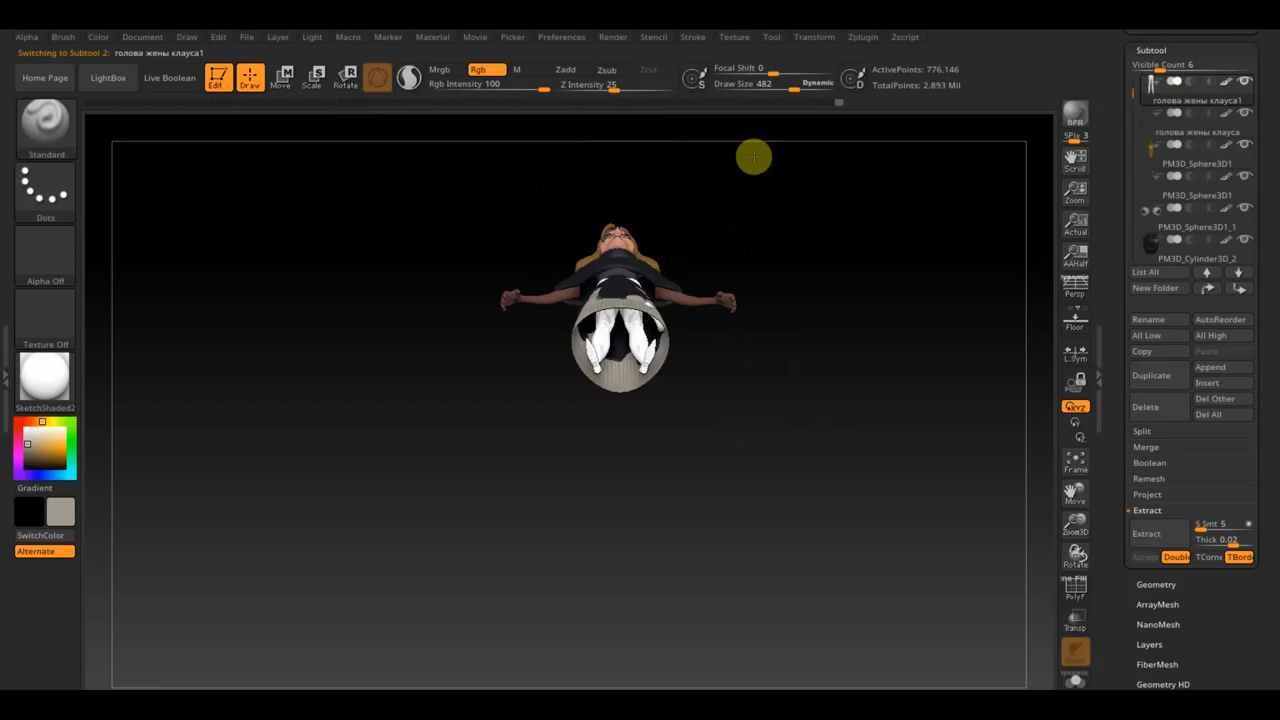 Alpha Brush Color Document Draw Edit File Layer Light Macro Marker Material Movie Picker Preferences Render Stencil Stroke Texture Tool Transform Zplugin Zscript
Switching to Subtool 2: голова жены клауса1
Home Page LightBox Live Boolean Edit Draw Move Scale Rotate
Mrgb Rgb M Zadd Zsub Zcut
Rgb Intensity 100 Z Intensity 25
Focal Shift 0
Draw Size 482 Dynamic
ActivePoints: 776,146
TotalPoints: 2.893 Mil
Standard
Dots
Alpha Off
Texture Off
SketchShaded2
Gradient
SwitchColor
Alternate
BPR
SPix 3
Scroll
Zoom
Actual
AAHalf
Dynamic
Persp
Floor
L.Sym
XYZ
Frame
Move
Zoom3D
Rotate
PolyF
Transp
Subtool
Visible Count 6
голова жены клауса1
голова жены клауса
PM3D_Sphere3D1
PM3D_Sphere3D1
PM3D_Sphere3D1_1
PM3D_Cylinder3D_2
List All
New Folder
Rename AutoReorder
All Low All High
Copy Paste
Duplicate Append
Insert
Delete Del Other
Del All
Split
Merge
Boolean
Remesh
Project
Extract
Extract S Smt 5
Thick 0.02
Accept Double TCorne TBorde
Geometry
ArrayMesh
NanoMesh
Layers
FiberMesh
Geometry HD